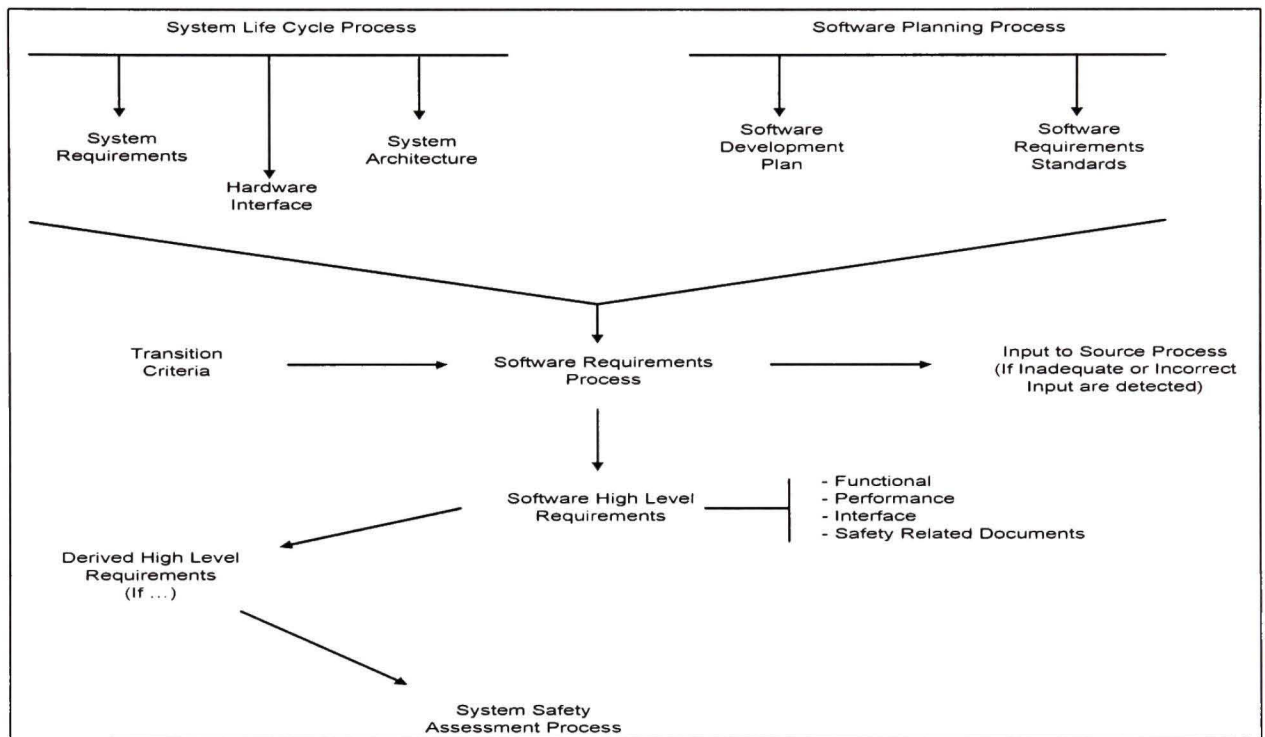 System Life Cycle Process
Software Planning Process
System
Requirements
Hardware
Interface
System
Architecture
Software
Development
Plan
Software
Requirements
Standards
Transition
Criteria
Software Requirements
Process
Input to Source Process
(If Inadequate or Incorrect
Input are detected)
Software High Level
Requirements
- Functional
- Performance
- Interface
- Safety Related Documents
Derived High Level
Requirements
(If ...)
System Safety
Assessment Process